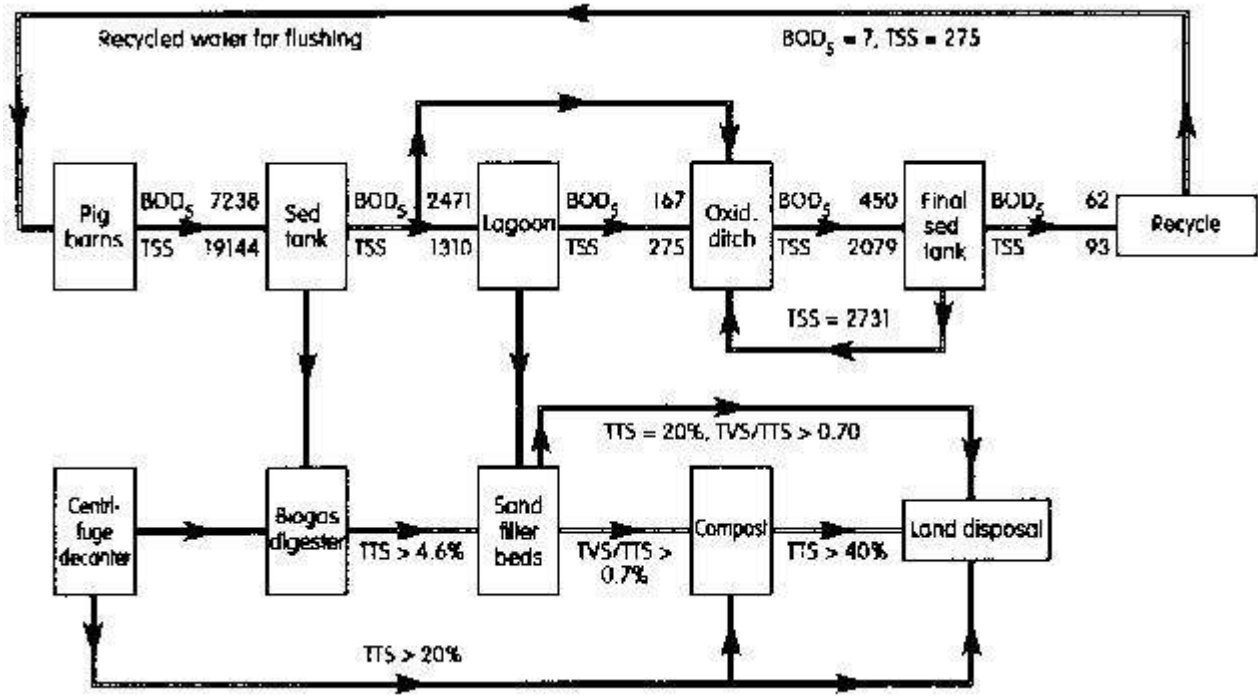 Recycled water for flushing
BOD5 = 7, TSS = 275
Pig
barns
BOD5 7238
TSS 19144
Sed
tank
BOD5 2471
TSS 1310
Lagoon
BOD5 167
TSS 275
Oxid.
ditch
BOD5 450
TSS 2079
Final
sed
tank
BOD5 62
TSS 93
Recycle
TSS = 2731
TTS = 20%, TVS/TTS > 0.70
Centri-
fuge
decanter
Biogas
digester
TTS > 4.6%
Sand
filter
beds
TVS/TTS >
0.7%
Compost
TTS > 40%
Land disposal
TTS > 20%